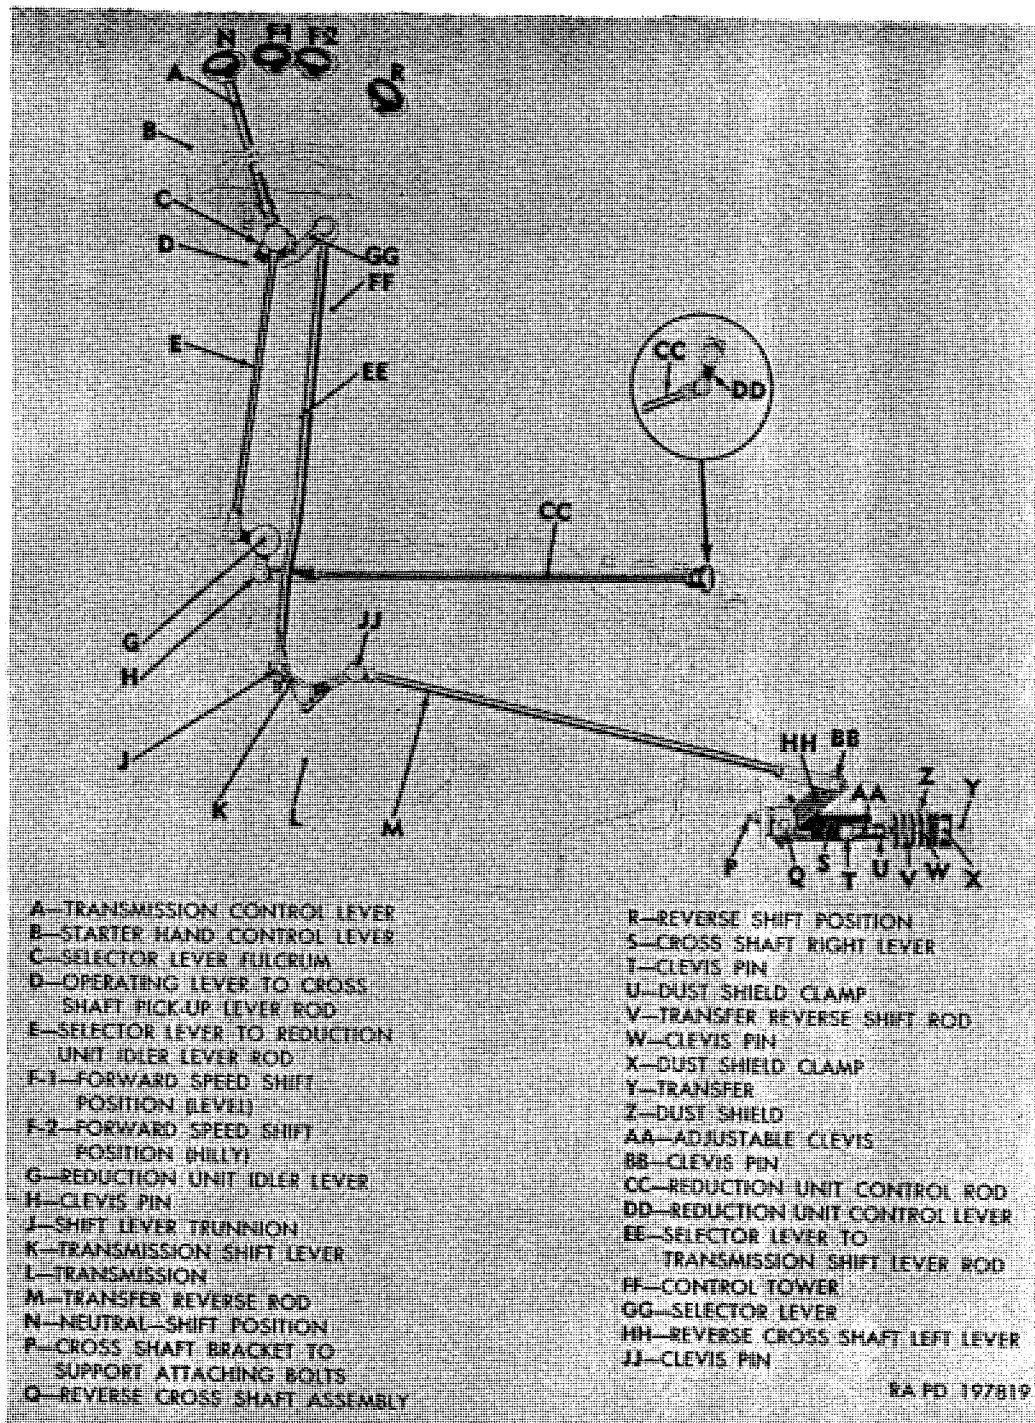 N F-1 F-2
R
A
B
C
D
GG
FF
E
EE
CC
DD
CC
G
H
JJ
J
K
L
M
HH BB
AA
Z
Y
P
Q
S
T
U
V
W
X
A—TRANSMISSION CONTROL LEVER
B—STARTER HAND CONTROL LEVER
C—SELECTOR LEVER FULCRUM
D—OPERATING LEVER TO CROSS
SHAFT PICK-UP LEVER ROD
E—SELECTOR LEVER TO REDUCTION
UNIT IDLER LEVER ROD
F-1—FORWARD SPEED SHIFT
POSITION (LEVEL)
F-2—FORWARD SPEED SHIFT
POSITION (HILLY)
G—REDUCTION UNIT IDLER LEVER
H—CLEVIS PIN
J—SHIFT LEVER TRUNNION
K—TRANSMISSION SHIFT LEVER
L—TRANSMISSION
M—TRANSFER REVERSE ROD
N—NEUTRAL—SHIFT POSITION
P—CROSS SHAFT BRACKET TO
SUPPORT ATTACHING BOLTS
Q—REVERSE CROSS SHAFT ASSEMBLY
R—REVERSE SHIFT POSITION
S—CROSS SHAFT RIGHT LEVER
T—CLEVIS PIN
U—DUST SHIELD CLAMP
V—TRANSFER REVERSE SHIFT ROD
W—CLEVIS PIN
X—DUST SHIELD CLAMP
Y—TRANSFER
Z—DUST SHIELD
AA—ADJUSTABLE CLEVIS
BB—CLEVIS PIN
CC—REDUCTION UNIT CONTROL ROD
DD—REDUCTION UNIT CONTROL LEVER
EE—SELECTOR LEVER TO
TRANSMISSION SHIFT LEVER ROD
FF—CONTROL TOWER
GG—SELECTOR LEVER
HH—REVERSE CROSS SHAFT LEFT LEVER
JJ—CLEVIS PIN
RA PD 197819